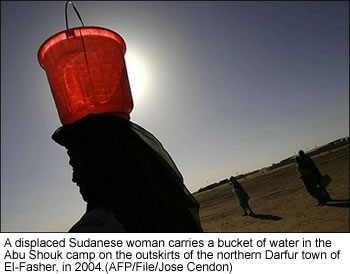 A displaced Sudanese woman carries a bucket of water in the
Abu Shouk camp on the outskirts of the northern Darfur town of
El-Fasher, in 2004.(AFP/File/Jose Cendon)